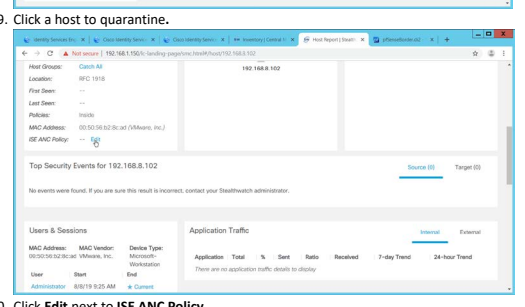 9. Click a host to quarantine.
Identity Services Eng
Cisco Identity Service
Cisco Identity Service
Inventory | Central
Host Report | Stealth
Not secure | 192.168.1.150/lc-landing-page/smc.html#/host/192.168.8.102
Host Groups: Catch All
192.168.8.102
Location: RFC 1918
First Seen: --
Last Seen: --
Policies: Inside
MAC Address: 00:50:56:b2:8c:ad (VMware, Inc.)
ISE ANC Policy: -- Edit
Top Security Events for 192.168.8.102
Source (0) Target (0)
No events were found. If you are sure this result is incorrect, contact your Stealthwatch administrator.
Users & Sessions
Application Traffic
Internal External
MAC Address: MAC Vendor: Device Type:
00:50:56:b2:8c:ad VMware, Inc. Microsoft-
Workstation
Application Total % Sent Ratio Received 7-day Trend 24-hour Trend
There are no application traffic details to display
User Start End
Administrator 8/8/19 9:25 AM Current
Click Edit next to ISE ANC Policy